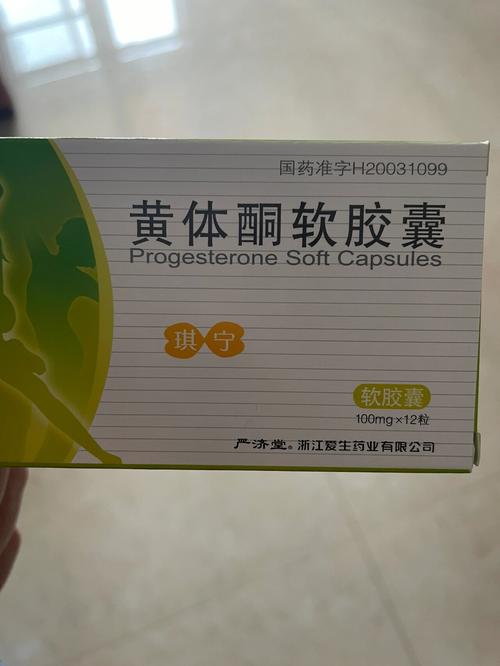 国药准字H20031099
黄体酮软胶囊
Progesterone Soft Capsules
琪宁
软胶囊
100mg×12粒
严济堂®浙江爱生药业有限公司